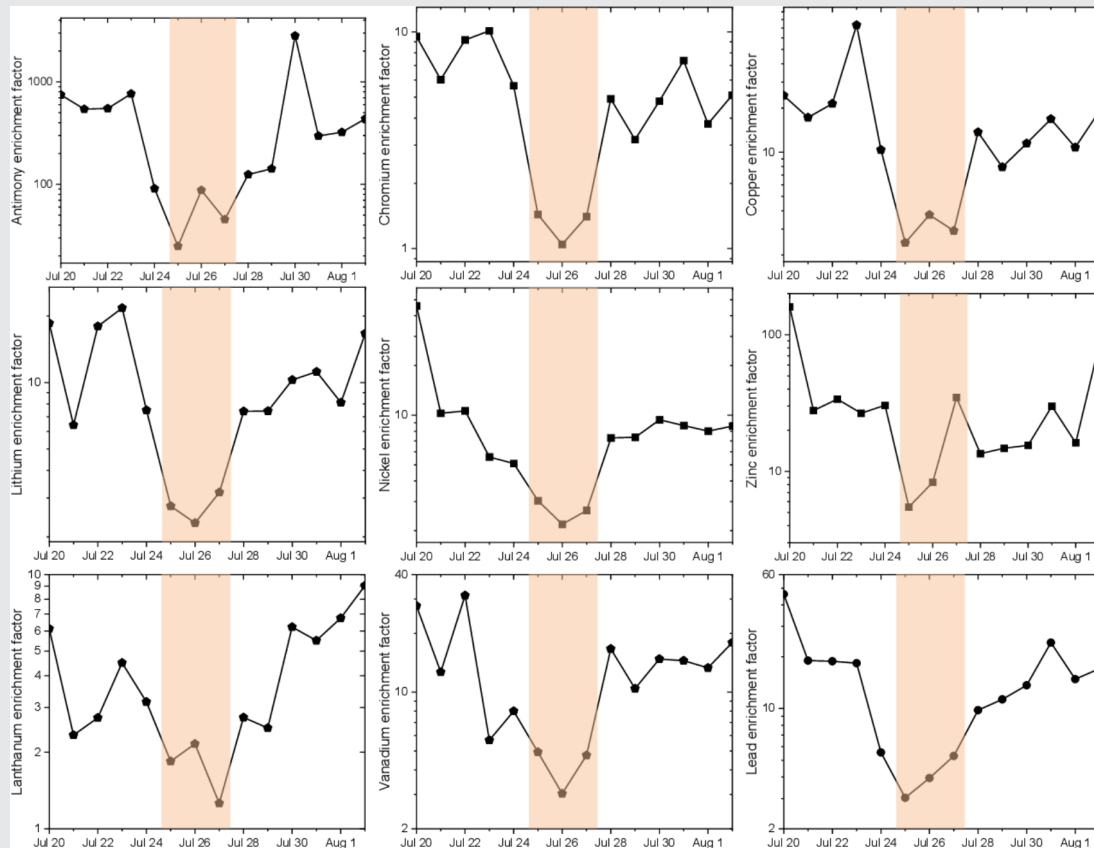 Antimony enrichment factor
1000
100
Jul 20 Jul 22 Jul 24 Jul 26 Jul 28 Jul 30 Aug 1
Chromium enrichment factor
10
1
Jul 20 Jul 22 Jul 24 Jul 26 Jul 28 Jul 30 Aug 1
Copper enrichment factor
10
Jul 20 Jul 22 Jul 24 Jul 26 Jul 28 Jul 30 Aug 1
Lithium enrichment factor
10
Jul 20 Jul 22 Jul 24 Jul 26 Jul 28 Jul 30 Aug 1
Nickel enrichment factor
10
Jul 20 Jul 22 Jul 24 Jul 26 Jul 28 Jul 30 Aug 1
Zinc enrichment factor
100
10
Jul 20 Jul 22 Jul 24 Jul 26 Jul 28 Jul 30 Aug 1
Lanthanum enrichment factor
10
9
8
7
6
5
4
3
2
1
Jul 20 Jul 22 Jul 24 Jul 26 Jul 28 Jul 30 Aug 1
Vanadium enrichment factor
40
10
2
Jul 20 Jul 22 Jul 24 Jul 26 Jul 28 Jul 30 Aug 1
Lead enrichment factor
60
10
2
Jul 20 Jul 22 Jul 24 Jul 26 Jul 28 Jul 30 Aug 1